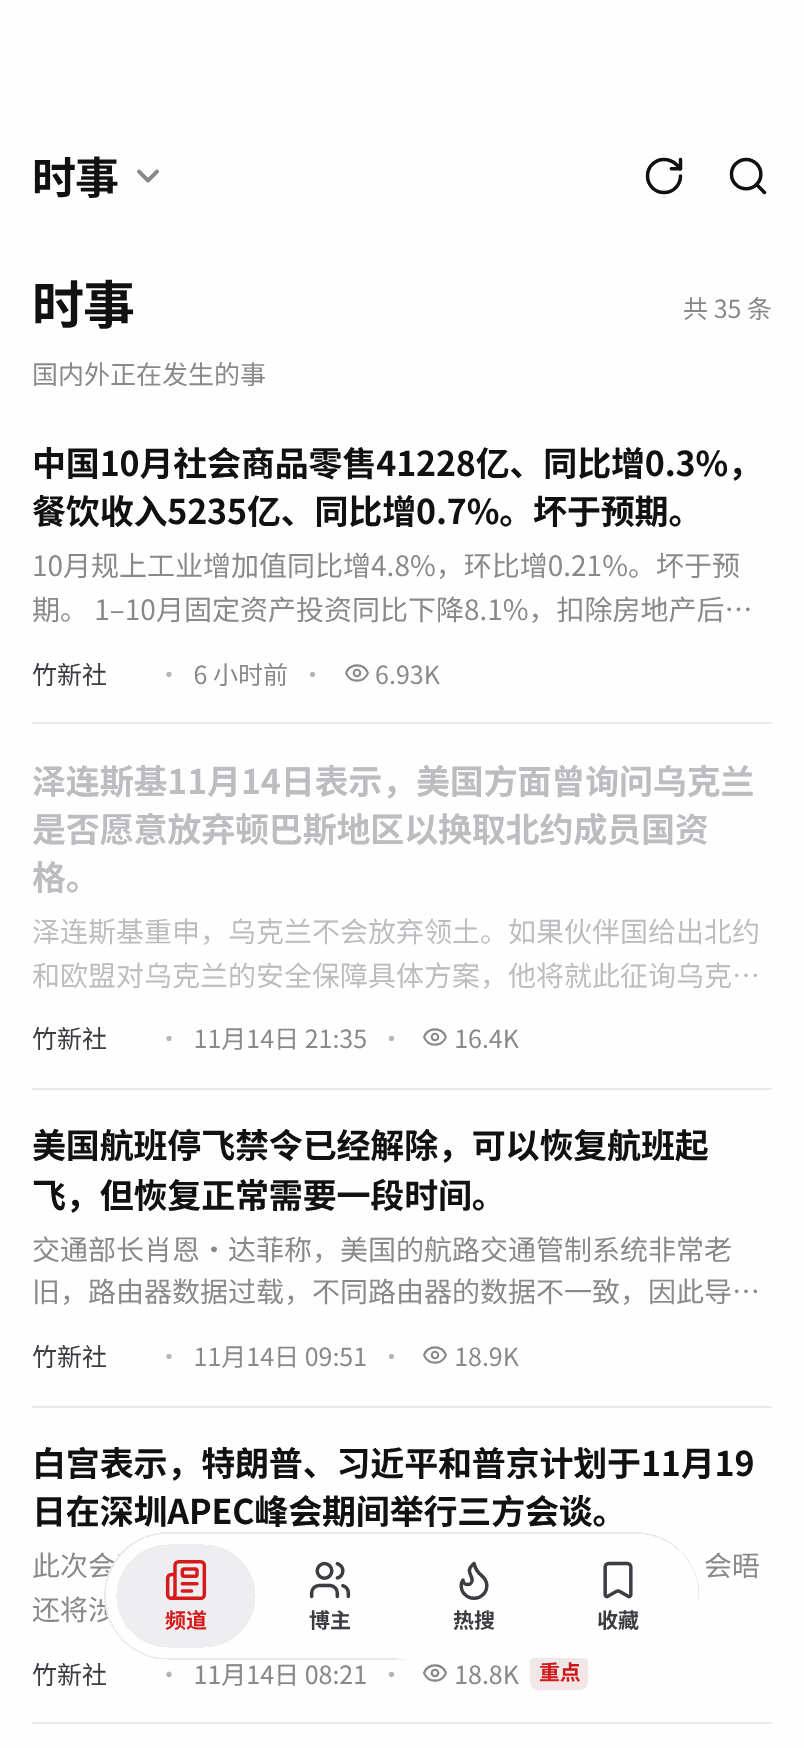 时事
时事
共 35 条
国内外正在发生的事
中国10月社会商品零售41228亿、同比增0.3%，
餐饮收入5235亿、同比增0.7%。坏于预期。
10月规上工业增加值同比增4.8%，环比增0.21%。坏于预
期。 1–10月固定资产投资同比下降8.1%，扣除房地产后…
竹新社 • 6 小时前 • 6.93K
泽连斯基11月14日表示，美国方面曾询问乌克兰
是否愿意放弃顿巴斯地区以换取北约成员国资
格。
泽连斯基重申，乌克兰不会放弃领土。如果伙伴国给出北约
和欧盟对乌克兰的安全保障具体方案，他将就此征询乌克…
竹新社 • 11月14日 21:35 • 16.4K
美国航班停飞禁令已经解除，可以恢复航班起
飞，但恢复正常需要一段时间。
交通部长肖恩·达菲称，美国的航路交通管制系统非常老
旧，路由器数据过载，不同路由器的数据不一致，因此导…
竹新社 • 11月14日 09:51 • 18.9K
白宫表示，特朗普、习近平和普京计划于11月19
日在深圳APEC峰会期间举行三方会谈。
此次会 会晤
还将涉
竹新社 • 11月14日 08:21 • 18.8K 重点
频道 博主 热搜 收藏